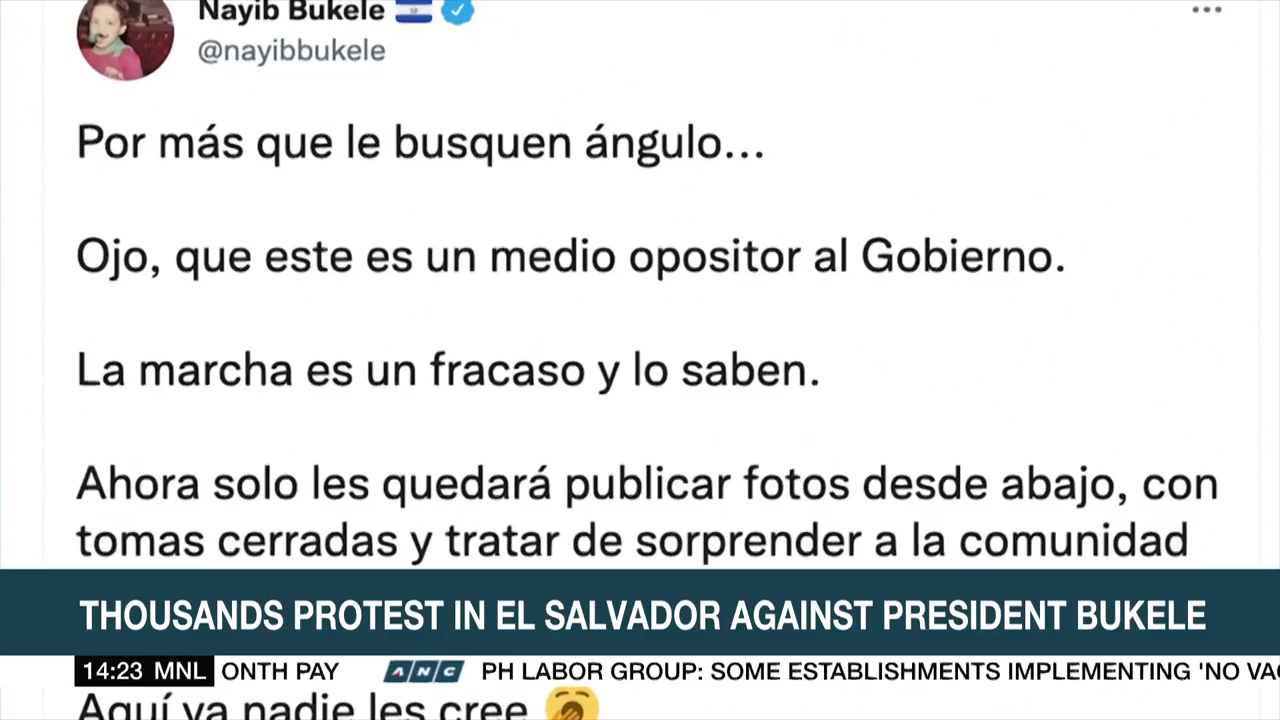 Nayib Bukele
@nayibbukele
Por más que le busquen ángulo...
Ojo, que este es un medio opositor al Gobierno.
La marcha es un fracaso y lo saben.
Ahora solo les quedará publicar fotos desde abajo, con
tomas cerradas y tratar de sorprender a la comunidad
THOUSANDS PROTEST IN EL SALVADOR AGAINST PRESIDENT BUKELE
14:23 MNL ONTH PAY ANC PH LABOR GROUP: SOME ESTABLISHMENTS IMPLEMENTING 'NO VAC
Aquí ya nadie les cree